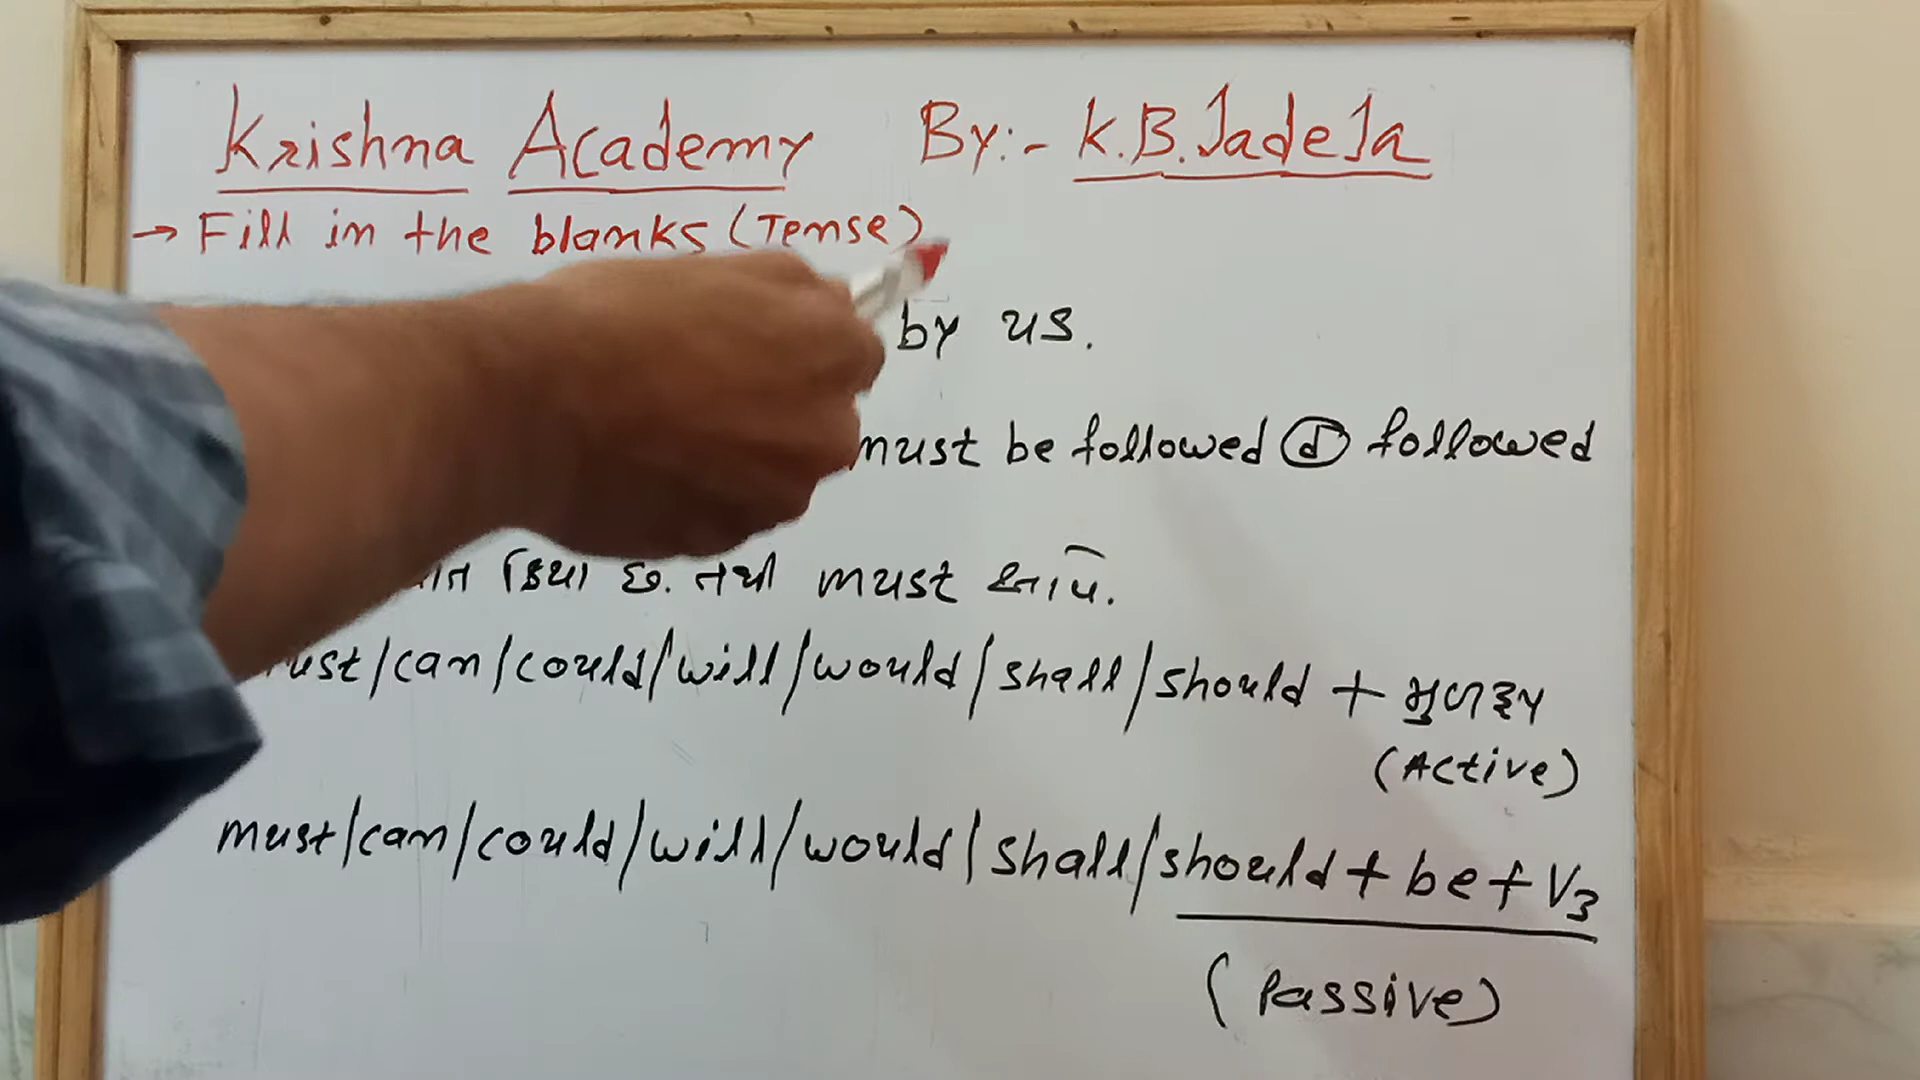 Krishna Academy By:- K.B.Jadeja
→ Fill in the blanks (Tense)
by us.
must be followed ⓓ followed
ક્રિયા છે. તેથી must આવે.
must/can/could/will/would/shall/should + મુળરૂપ
(Active)
must/can/could/will/would/shall/should + be + V3
(Passive)